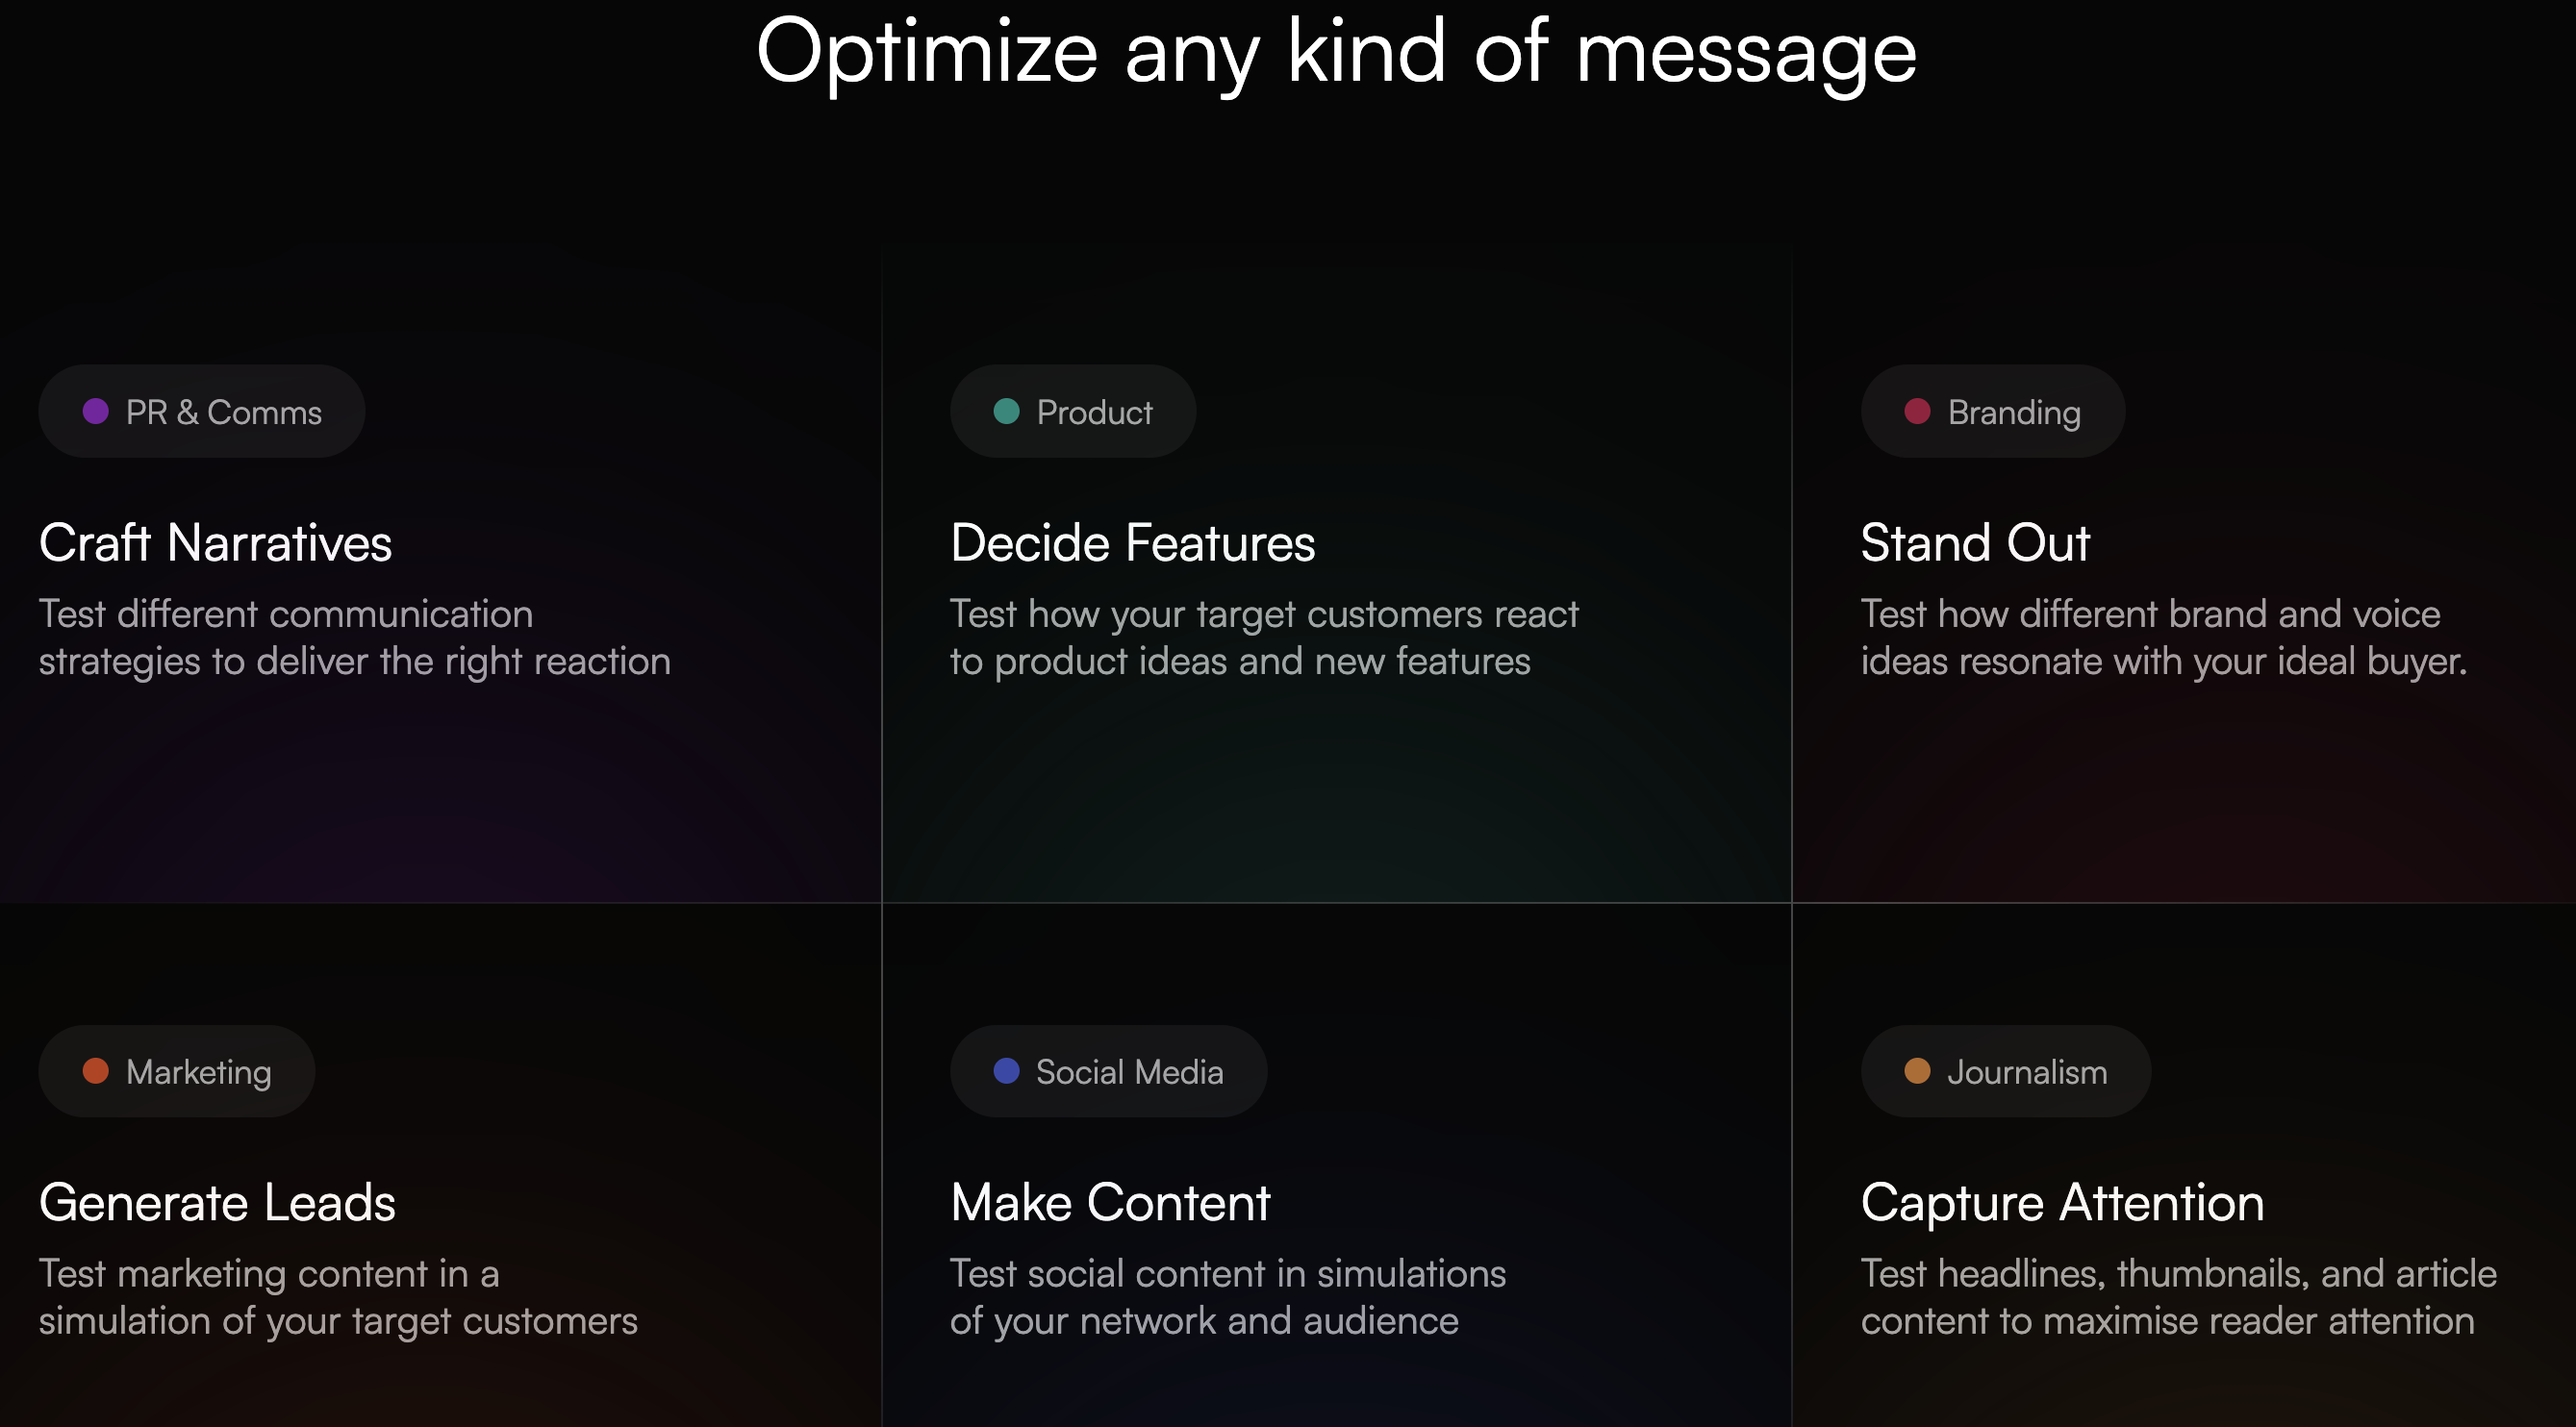 Optimize any kind of message
PR & Comms
Craft Narratives
Test different communication
strategies to deliver the right reaction
Product
Decide Features
Test how your target customers react
to product ideas and new features
Branding
Stand Out
Test how different brand and voice
ideas resonate with your ideal buyer.
Marketing
Generate Leads
Test marketing content in a
simulation of your target customers
Social Media
Make Content
Test social content in simulations
of your network and audience
Journalism
Capture Attention
Test headlines, thumbnails, and article
content to maximise reader attention